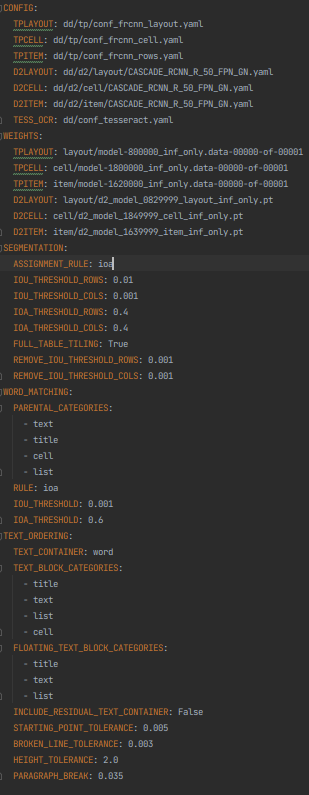 CONFIG:
TPLAYOUT: dd/tp/conf_frcnn_layout.yaml
TPCELL: dd/tp/conf_frcnn_cell.yaml
TPITEM: dd/tp/conf_frcnn_rows.yaml
D2LAYOUT: dd/d2/layout/CASCADE_RCNN_R_50_FPN_GN.yaml
D2CELL: dd/d2/cell/CASCADE_RCNN_R_50_FPN_GN.yaml
D2ITEM: dd/d2/item/CASCADE_RCNN_R_50_FPN_GN.yaml
TESS_OCR: dd/conf_tesseract.yaml
WEIGHTS:
TPLAYOUT: layout/model-800000_inf_only.data-00000-of-00001
TPCELL: cell/model-1800000_inf_only.data-00000-of-00001
TPITEM: item/model-1620000_inf_only.data-00000-of-00001
D2LAYOUT: layout/d2_model_0829999_layout_inf_only.pt
D2CELL: cell/d2_model_1849999_cell_inf_only.pt
D2ITEM: item/d2_model_1639999_item_inf_only.pt
SEGMENTATION:
ASSIGNMENT_RULE: ioa
IOU_THRESHOLD_ROWS: 0.01
IOU_THRESHOLD_COLS: 0.001
IOA_THRESHOLD_ROWS: 0.4
IOA_THRESHOLD_COLS: 0.4
FULL_TABLE_TILING: True
REMOVE_IOU_THRESHOLD_ROWS: 0.001
REMOVE_IOU_THRESHOLD_COLS: 0.001
WORD_MATCHING:
PARENTAL_CATEGORIES:
- text
- title
- cell
- list
RULE: ioa
IOU_THRESHOLD: 0.001
IOA_THRESHOLD: 0.6
TEXT_ORDERING:
TEXT_CONTAINER: word
TEXT_BLOCK_CATEGORIES:
- title
- text
- list
- cell
FLOATING_TEXT_BLOCK_CATEGORIES:
- title
- text
- list
INCLUDE_RESIDUAL_TEXT_CONTAINER: False
STARTING_POINT_TOLERANCE: 0.005
BROKEN_LINE_TOLERANCE: 0.003
HEIGHT_TOLERANCE: 2.0
PARAGRAPH_BREAK: 0.035